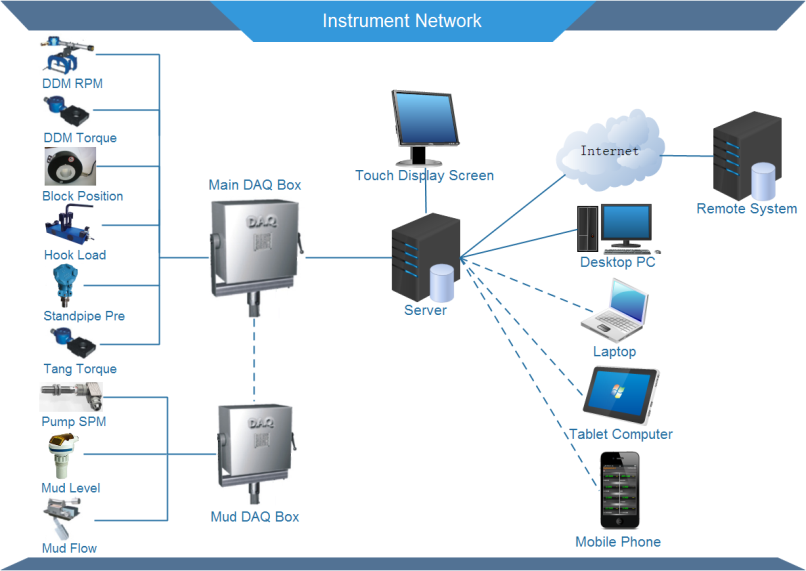 Instrument Network
DDM RPM
DDM Torque
Block Position
Hook Load
Standpipe Pre
Tang Torque
Pump SPM
Mud Level
Mud Flow
Main DAQ Box
DAQ
DAQ
Mud DAQ Box
Touch Display Screen
Server
Internet
Remote System
Desktop PC
Laptop
Tablet Computer
Mobile Phone